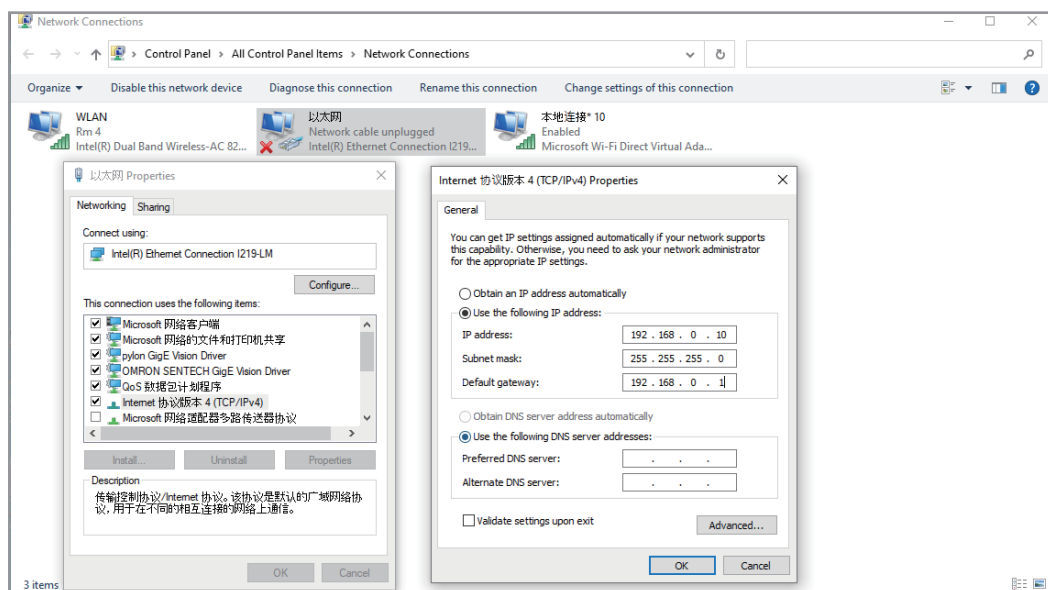 Network Connections
Control Panel > All Control Panel Items > Network Connections
Organize Disable this network device Diagnose this connection Rename this connection Change settings of this connection
WLAN
Rm 4
Intel(R) Dual Band Wireless-AC 82...
以太网
Network cable unplugged
Intel(R) Ethernet Connection I219...
本地连接* 10
Enabled
Microsoft Wi-Fi Direct Virtual Ada...
以太网 Properties
Networking Sharing
Connect using:
Intel(R) Ethernet Connection I219-LM
Configure...
This connection uses the following items:
Microsoft 网络客户端
Microsoft 网络的文件和打印机共享
pylon GigE Vision Driver
OMRON SENTECH GigE Vision Driver
QoS 数据包计划程序
Internet 协议版本 4 (TCP/IPv4)
Microsoft 网络适配器多路传送器协议
Install... Uninstall Properties
Description
传输控制协议/Internet 协议。该协议是默认的广域网络协
议，用于在不同的相互连接的网络上通信。
OK Cancel
Internet 协议版本 4 (TCP/IPv4) Properties
General
You can get IP settings assigned automatically if your network supports
this capability. Otherwise, you need to ask your network administrator
for the appropriate IP settings.
Obtain an IP address automatically
Use the following IP address:
IP address: 192 . 168 . 0 . 10
Subnet mask: 255 . 255 . 255 . 0
Default gateway: 192 . 168 . 0 . 1
Obtain DNS server address automatically
Use the following DNS server addresses:
Preferred DNS server: . . .
Alternate DNS server: . . .
Validate settings upon exit
Advanced...
OK Cancel
3 items